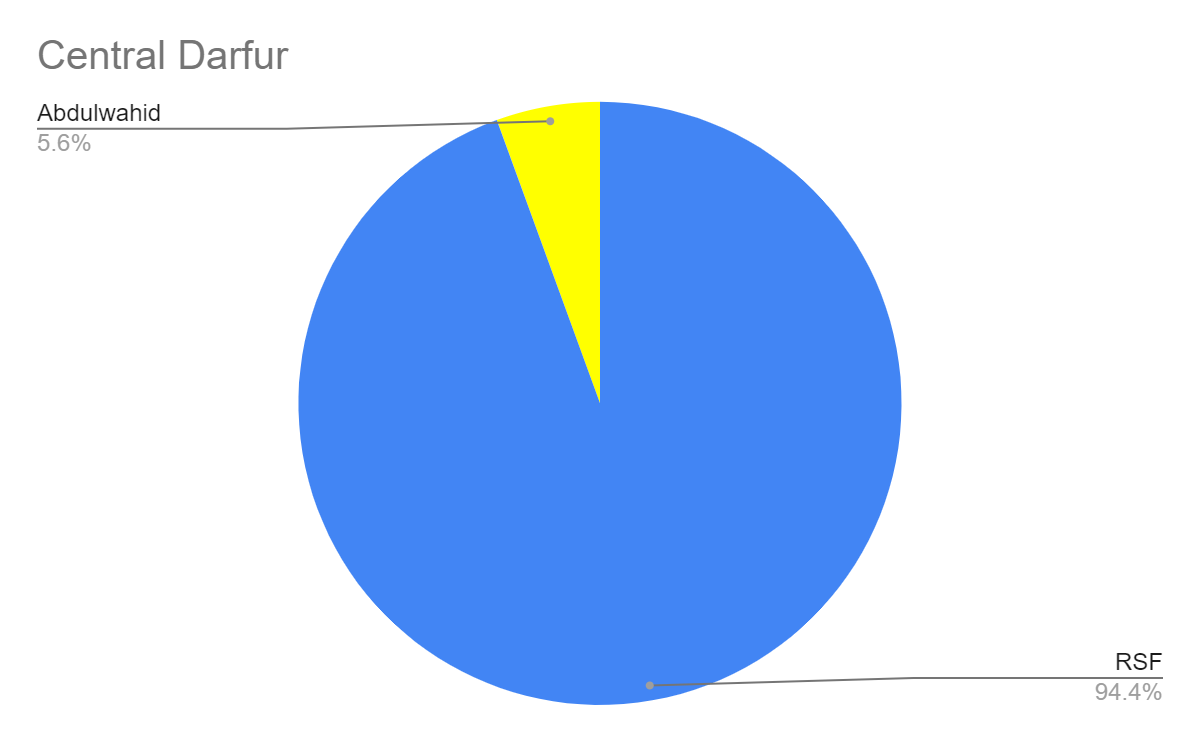 Central Darfur
Abdulwahid
5.6%
RSF
94.4%